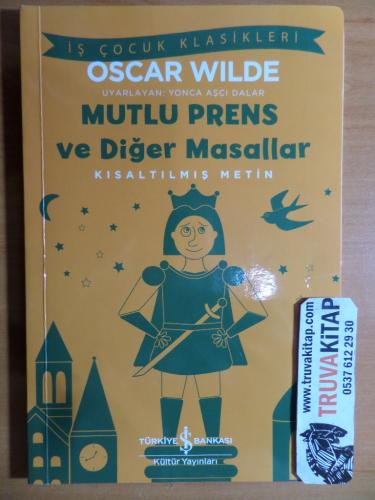 İŞ ÇOCUK KLASİKLERİ
OSCAR WILDE
UYARLAYAN: YONCA AŞCI DALAR
MUTLU PRENS
ve Diğer Masallar
KISALTILMIŞ METİN
TÜRKİYE İŞ BANKASI
Kültür Yayınları
www.truvakitap.com
TRUVAKİTAP
0537 612 29 30